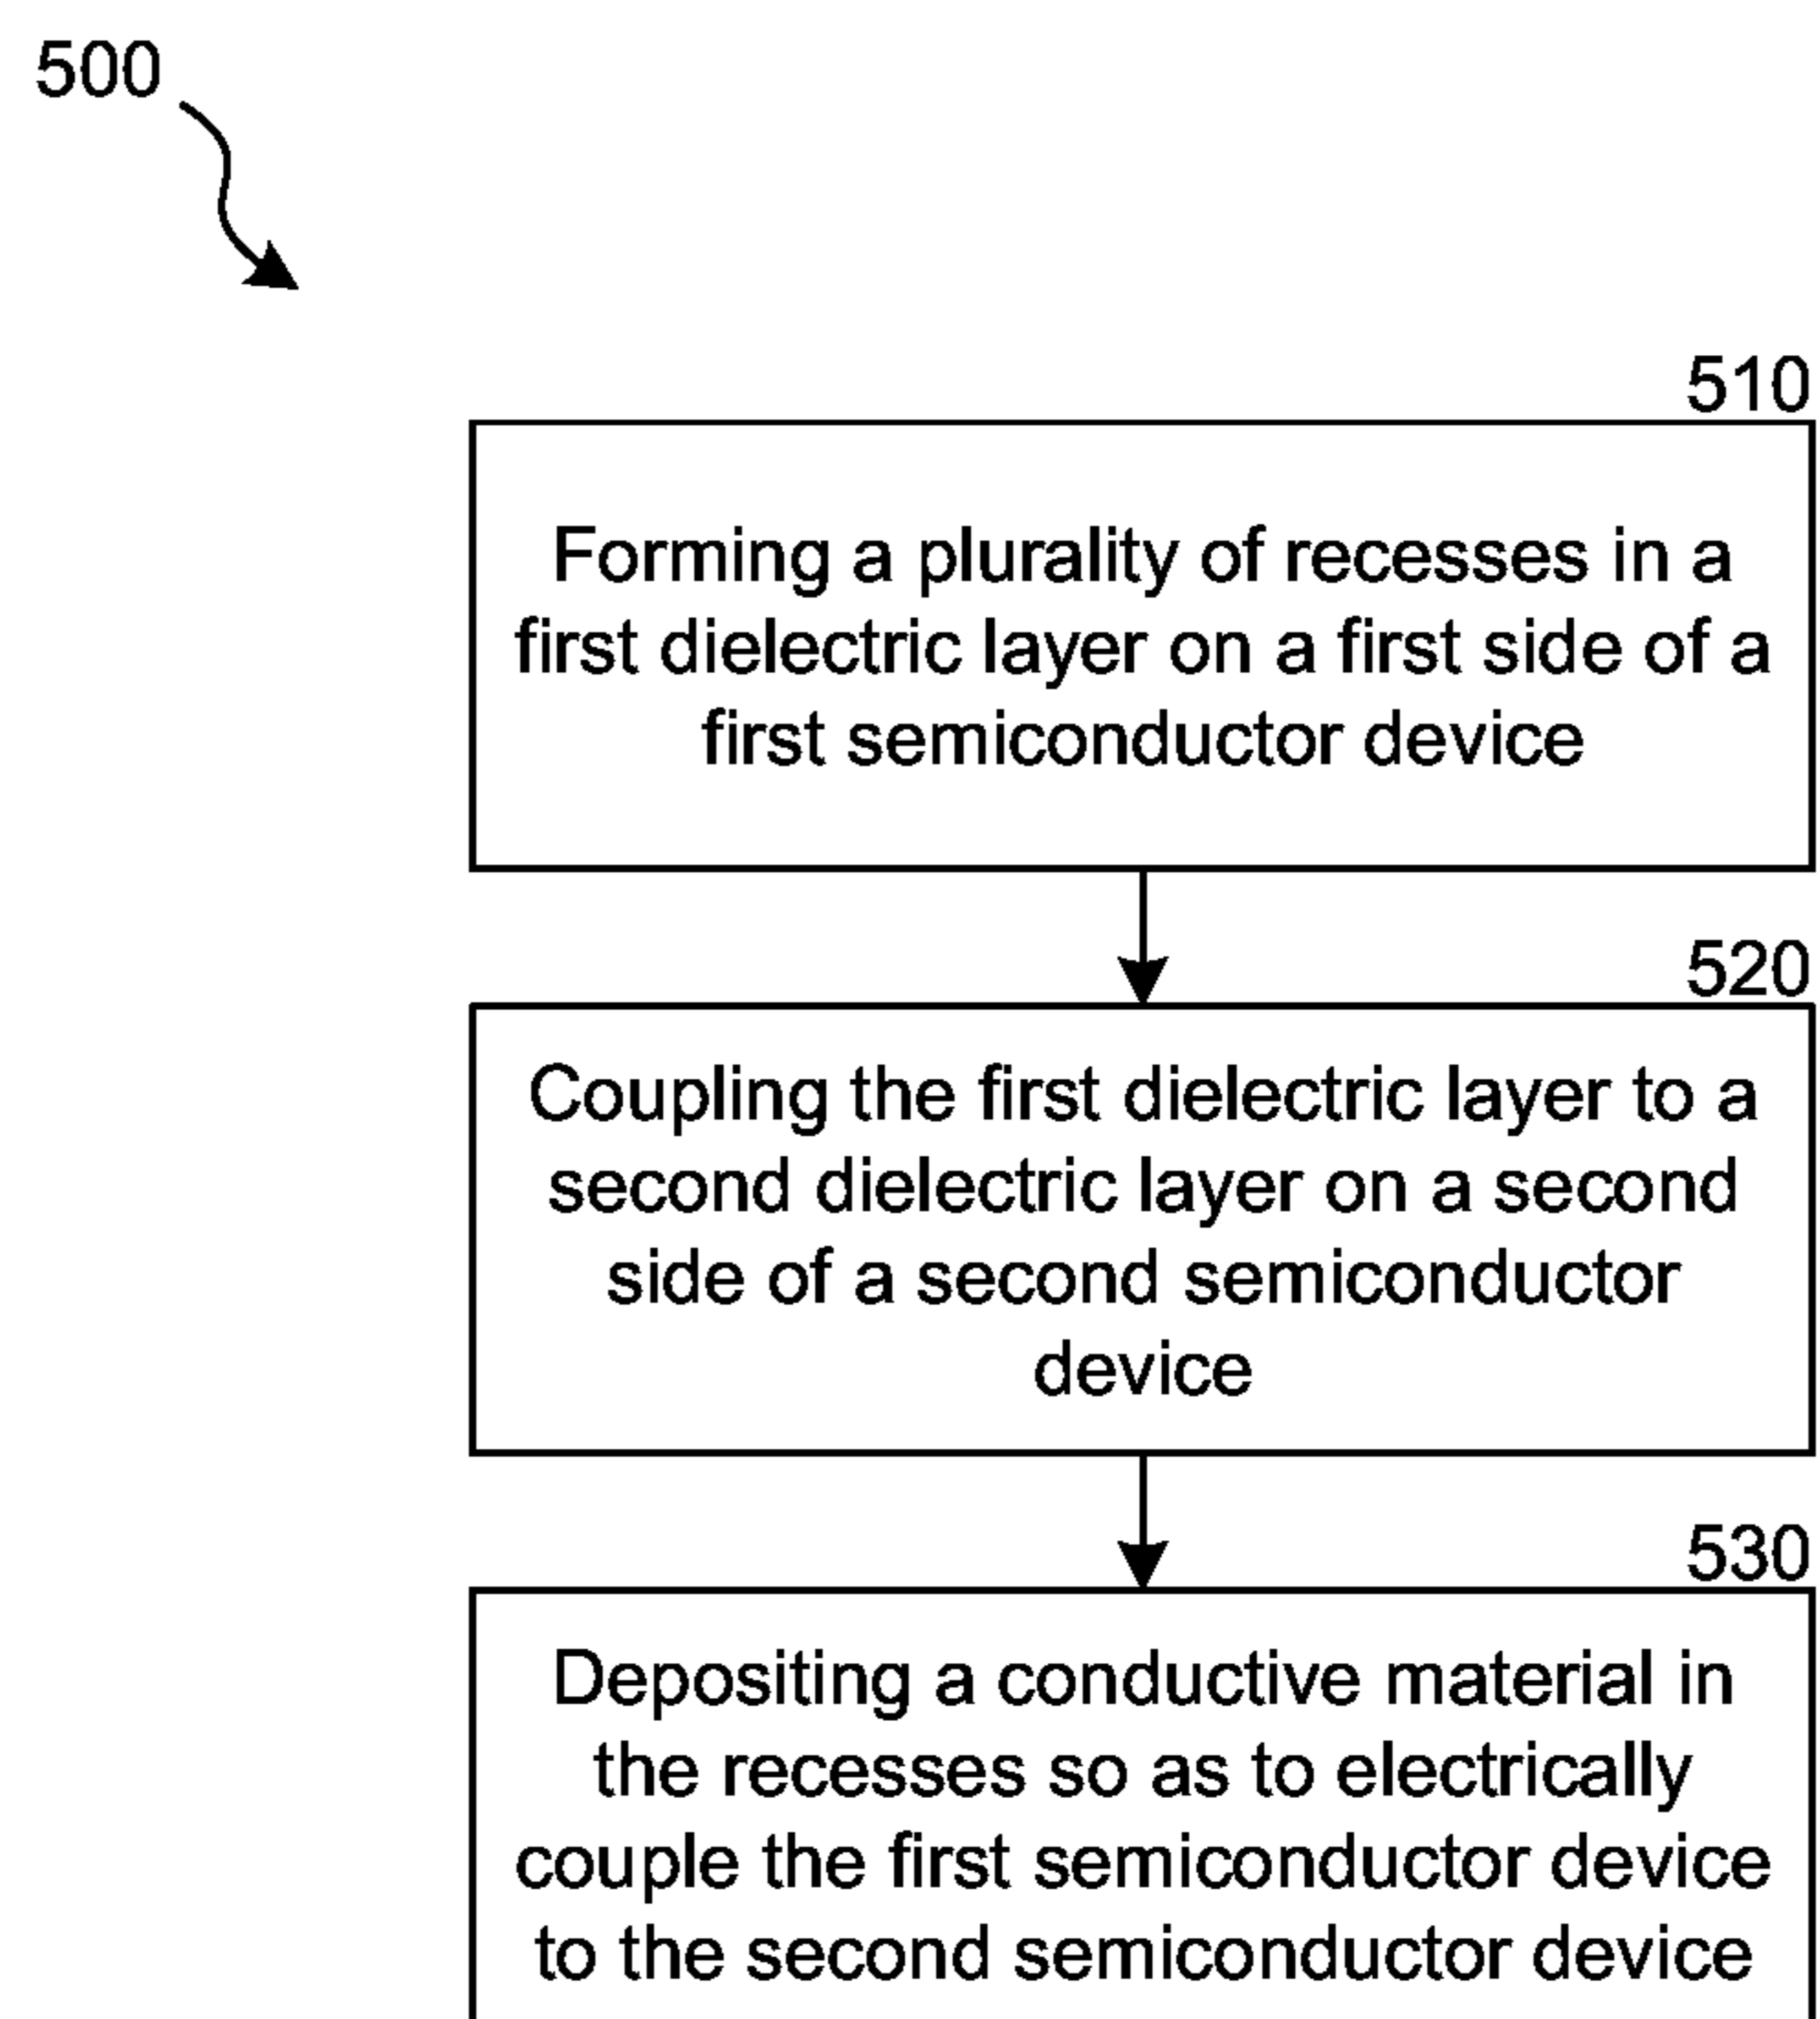 500
510
Forming a plurality of recesses in a
first dielectric layer on a first side of a
first semiconductor device
520
Coupling the first dielectric layer to a
second dielectric layer on a second
side of a second semiconductor
device
530
Depositing a conductive material in
the recesses so as to electrically
couple the first semiconductor device
to the second semiconductor device